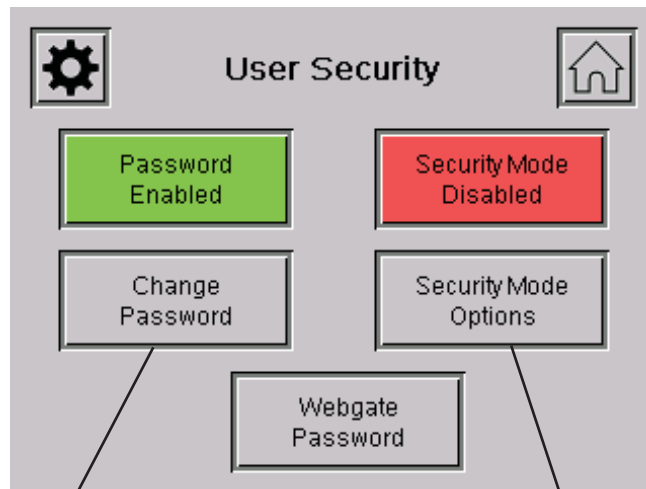 User Security
Password
Enabled
Security Mode
Disabled
Change
Password
Security Mode
Options
Webgate
Password